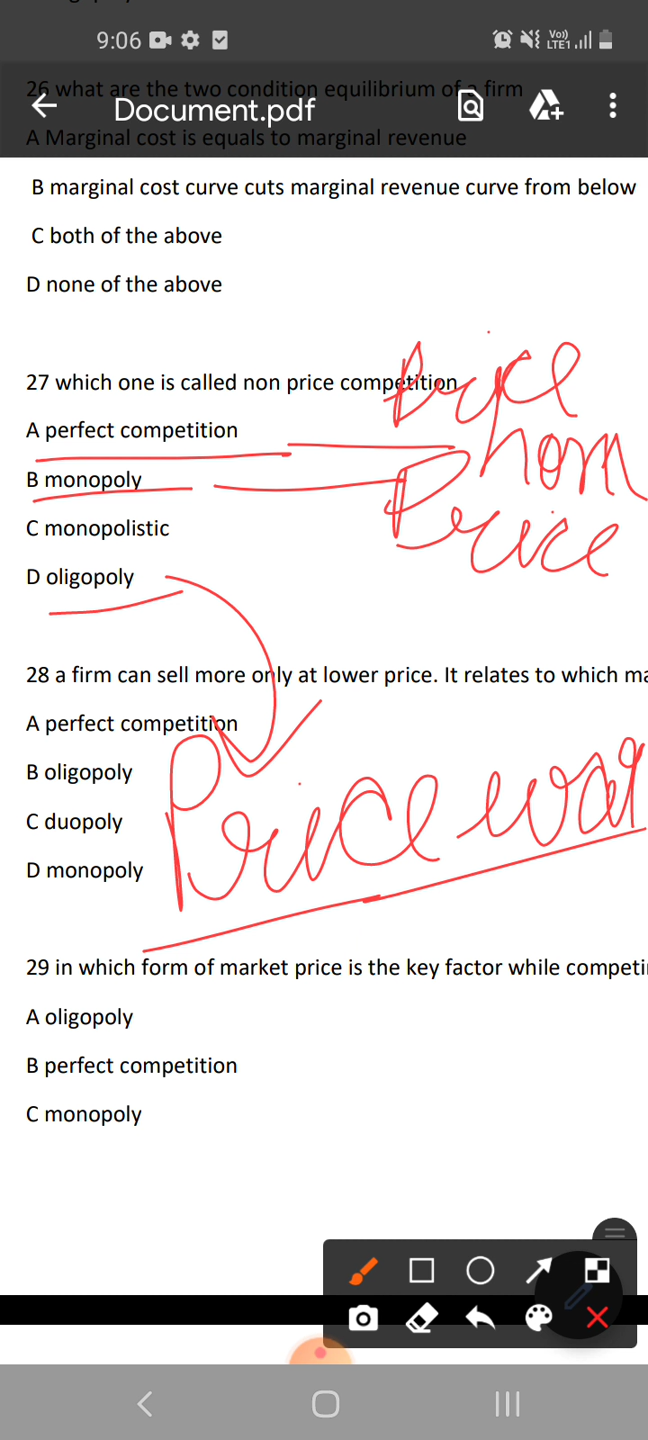 9:06
Vo))
LTE1
26 what are the two condition equilibrium of a firm
Document.pdf
A Marginal cost is equals to marginal revenue
B marginal cost curve cuts marginal revenue curve from below
C both of the above
D none of the above
27 which one is called non price competition
Price
A perfect competition
nom
B monopoly
Price
C monopolistic
D oligopoly
28 a firm can sell more only at lower price. It relates to which ma
A perfect competition
B oligopoly
Price war
C duopoly
D monopoly
29 in which form of market price is the key factor while competi
A oligopoly
B perfect competition
C monopoly